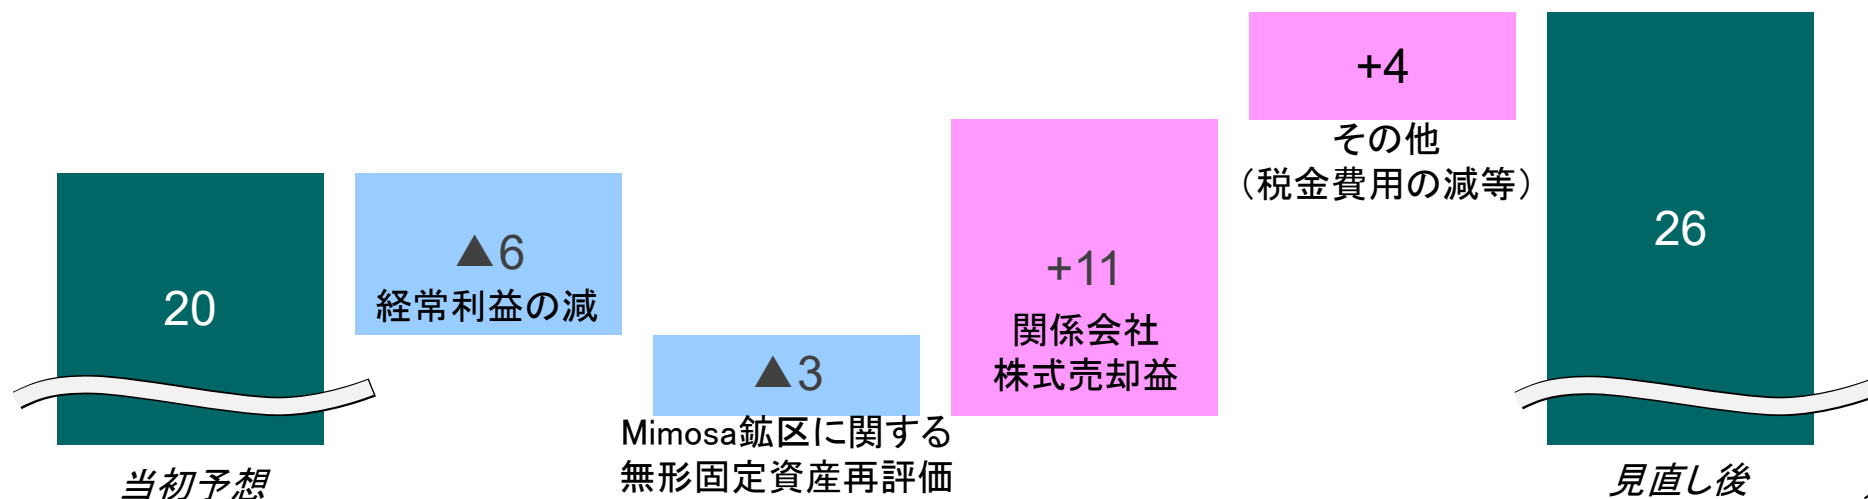 20
当初予想
▲6
経常利益の減
▲3
Mimosa鉱区に関する
無形固定資産再評価
+11
関係会社
株式売却益
+4
その他
（税金費用の減等）
26
見直し後